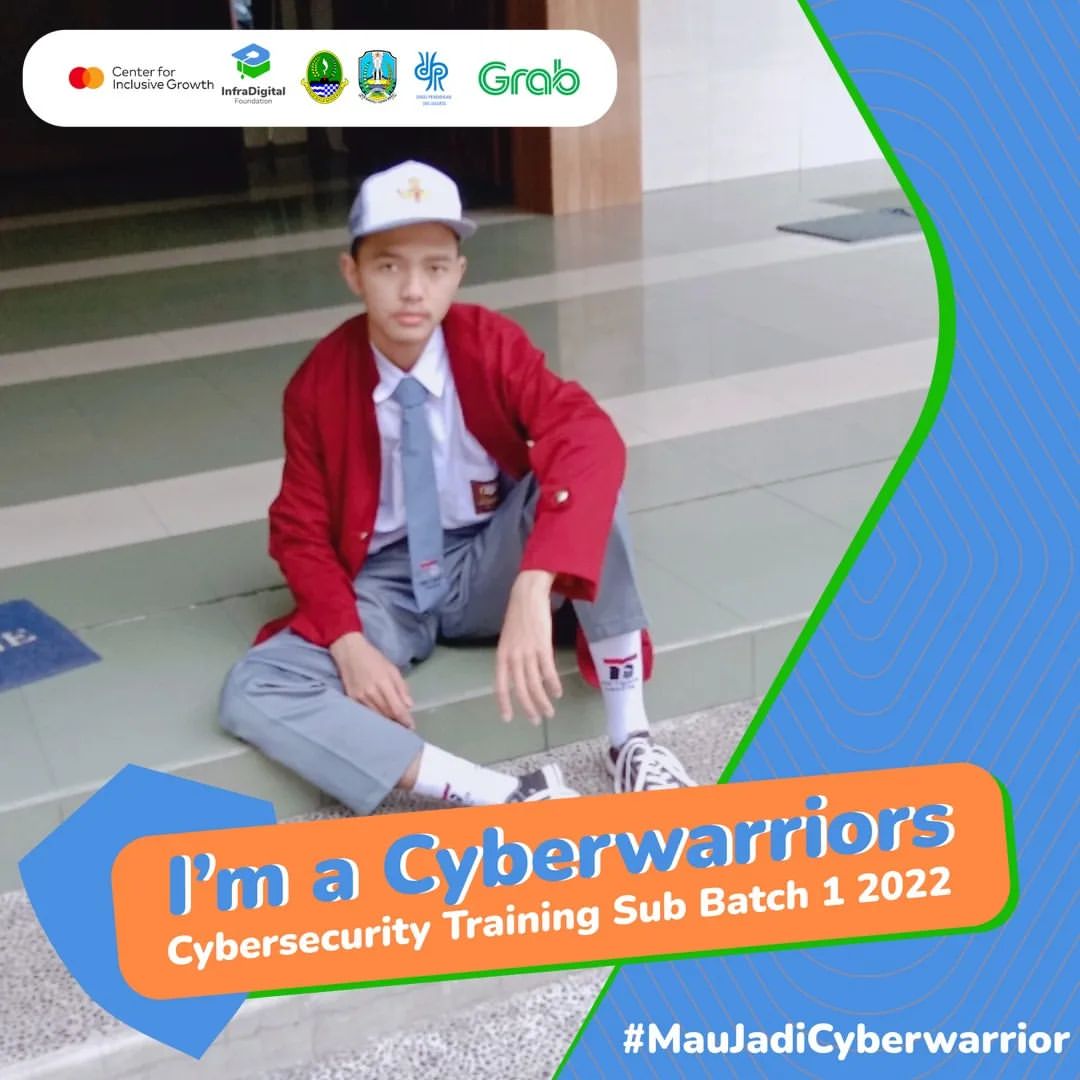 Center for
Inclusive Growth
InfraDigital
Foundation
Grab
I'm a Cyberwarriors
Cybersecurity Training Sub Batch 1 2022
#MauJadiCyberwarrior